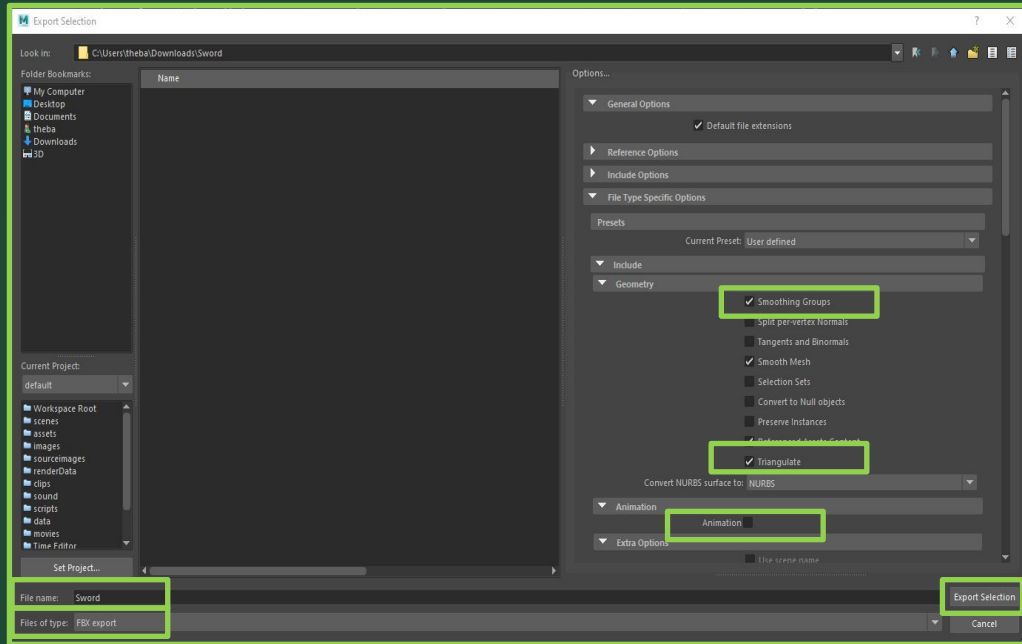 Export Selection
Look in: C:\Users\theba\Downloads\Sword
Folder Bookmarks:
My Computer
Desktop
Documents
theba
Downloads
3D
Current Project:
default
Workspace Root
scenes
assets
images
sourceimages
renderData
clips
sound
scripts
data
movies
Time Editor
Set Project...
Name
Options...
General Options
Default file extensions
Reference Options
Include Options
File Type Specific Options
Presets
Current Preset: User defined
Include
Geometry
Smoothing Groups
Split per-vertex Normals
Tangents and Binormals
Smooth Mesh
Selection Sets
Convert to Null objects
Preserve Instances
Referenced Assets Content
Triangulate
Convert NURBS surface to: NURBS
Animation
Animation
Extra Options
Use scene name
File name: Sword
Export Selection
Files of type: FBX export
Cancel